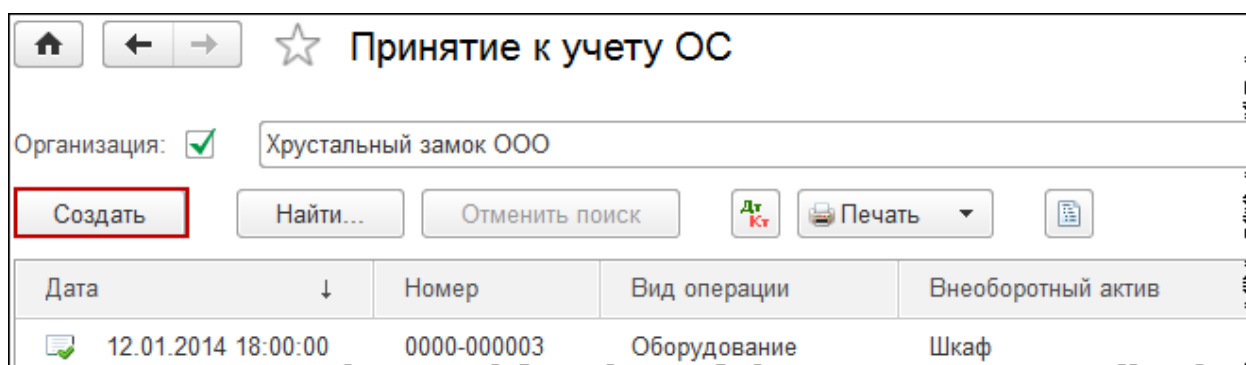 Принятие к учету ОС
Организация: Хрустальный замок ООО
Создать Найти... Отменить поиск Дт Кт Печать
Дата ↓ Номер Вид операции Внеоборотный актив
12.01.2014 18:00:00 0000-000003 Оборудование Шкаф